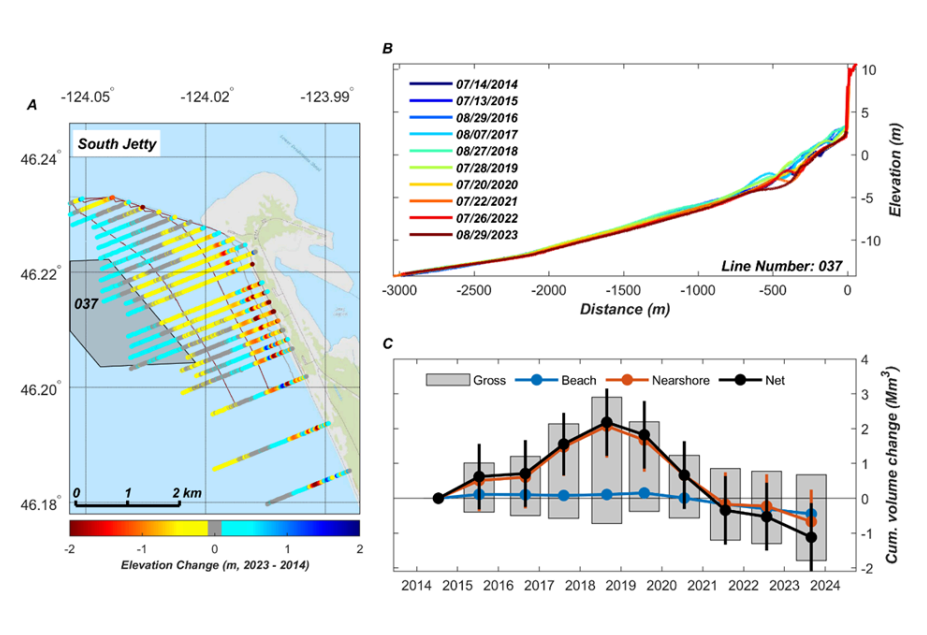 A
-124.05°
-124.02°
-123.99°
South Jetty
46.24°
46.22°
46.20°
46.18°
037
0 1 2 km
-2 -1 0 1 2
Elevation Change (m, 2023 - 2014)
B
07/14/2014
07/13/2015
08/29/2016
08/07/2017
08/27/2018
07/28/2019
07/20/2020
07/22/2021
07/26/2022
08/29/2023
10
5
0
-5
-10
Elevation (m)
Line Number: 037
-3000 -2500 -2000 -1500 -1000 -500 0
Distance (m)
C
Gross Beach Nearshore Net
4
3
2
1
0
-1
-2
Cum. volume change (Mm³)
2014 2015 2016 2017 2018 2019 2020 2021 2022 2023 2024